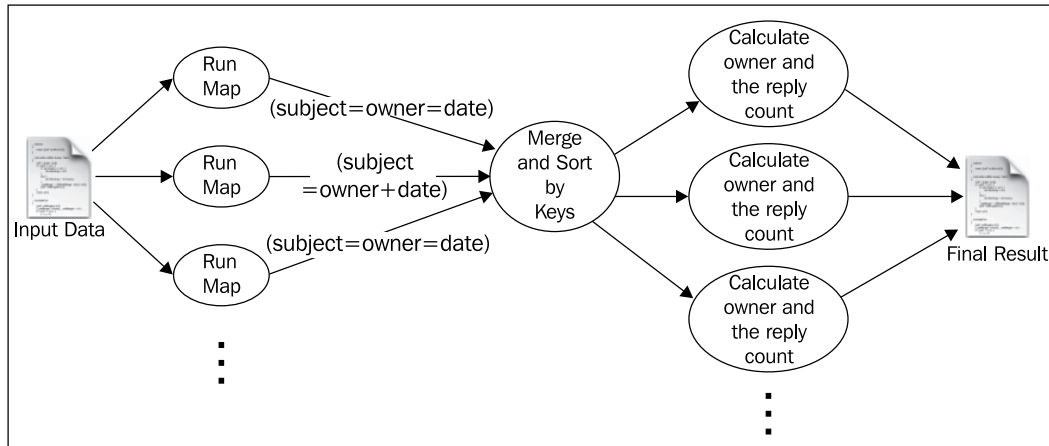 Input Data
Run
Map
(subject=owner=date)
Run
Map
(subject
=owner+date)
Run
Map
(subject=owner=date)
Merge
and Sort
by
Keys
Calculate
owner and
the reply
count
Calculate
owner and
the reply
count
Calculate
owner and
the reply
count
Final Result